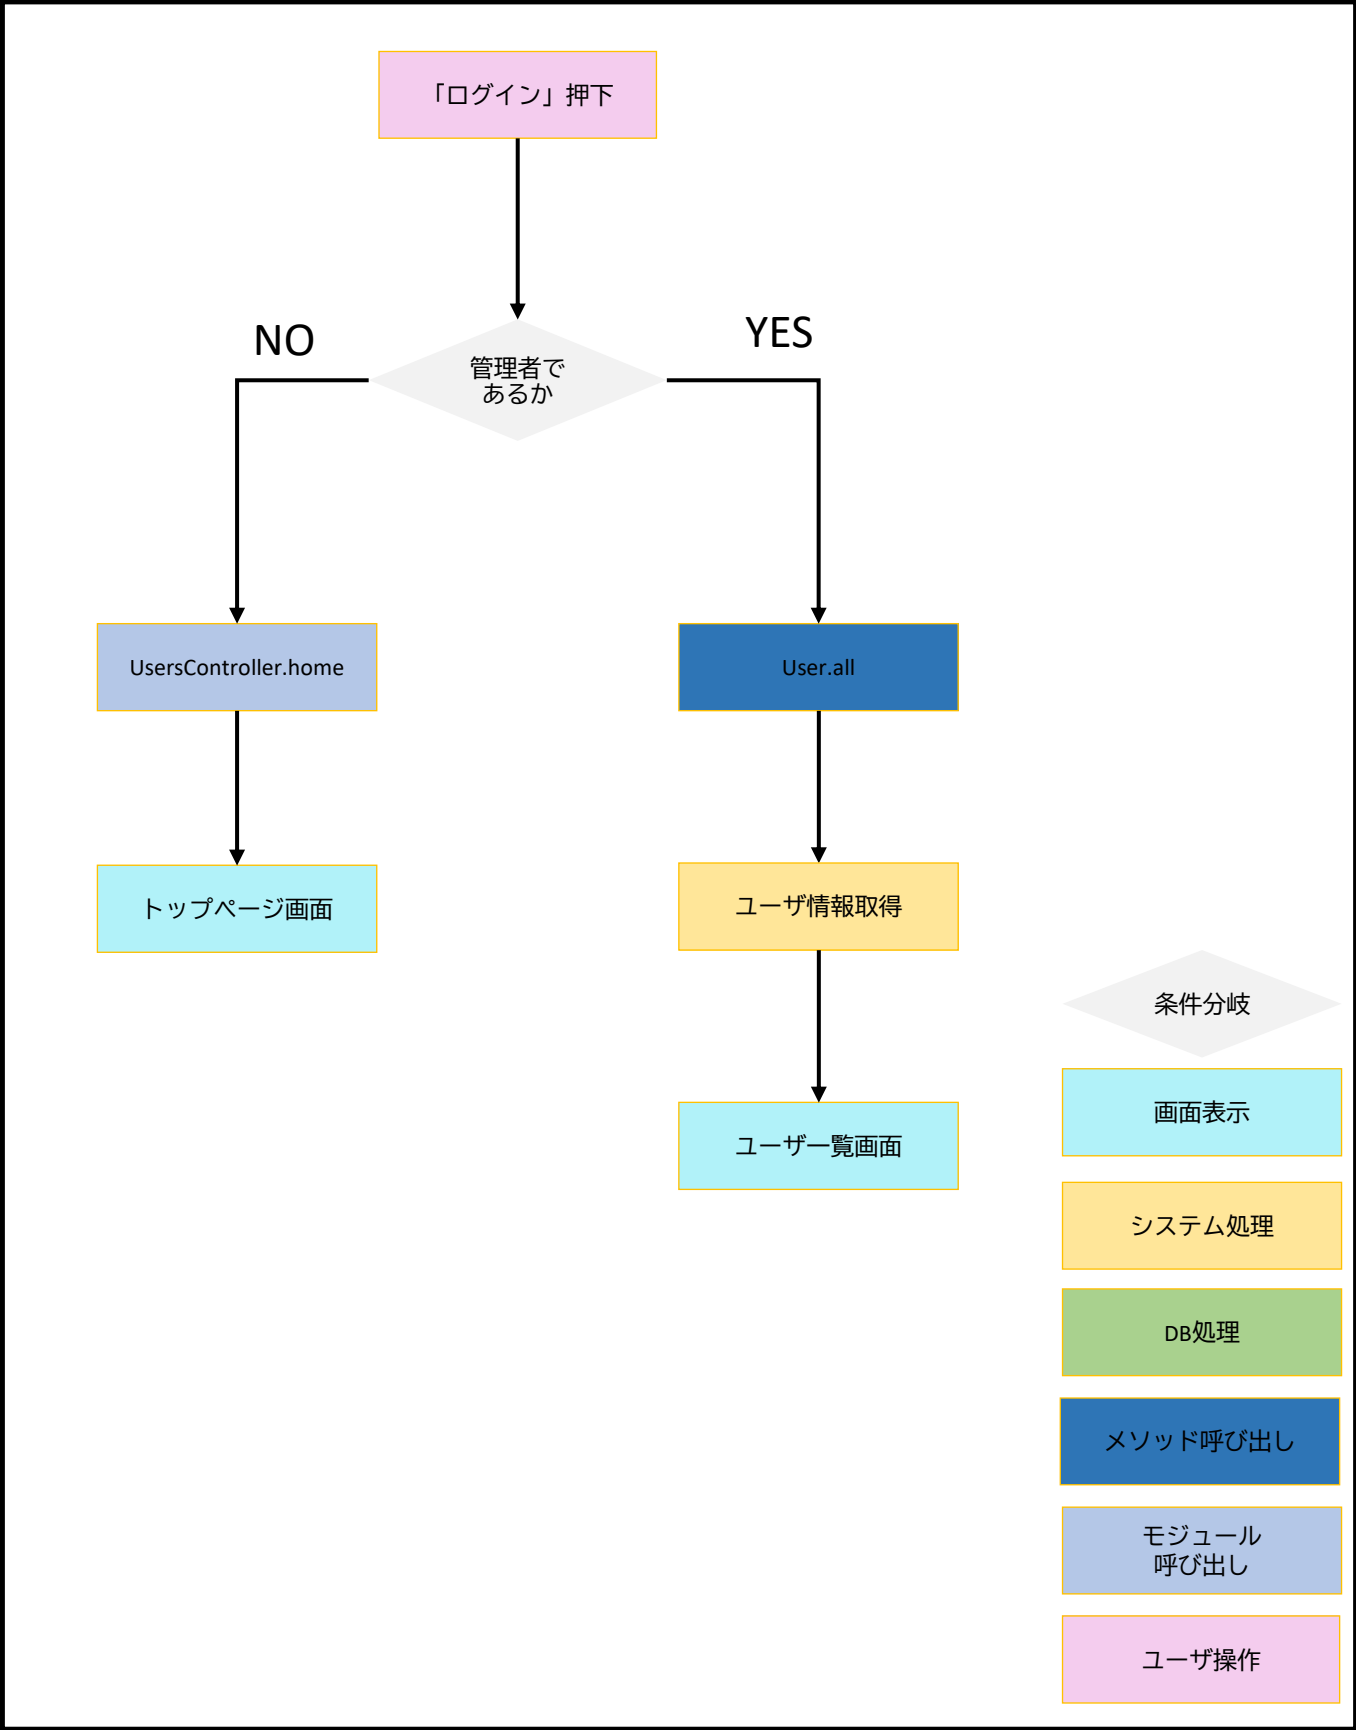 「ログイン」押下
NO
YES
管理者で
あるか
UsersController.home
User.all
トップページ画面
ユーザ情報取得
ユーザ一覧画面
条件分岐
画面表示
システム処理
DB処理
メソッド呼び出し
モジュール
呼び出し
ユーザ操作